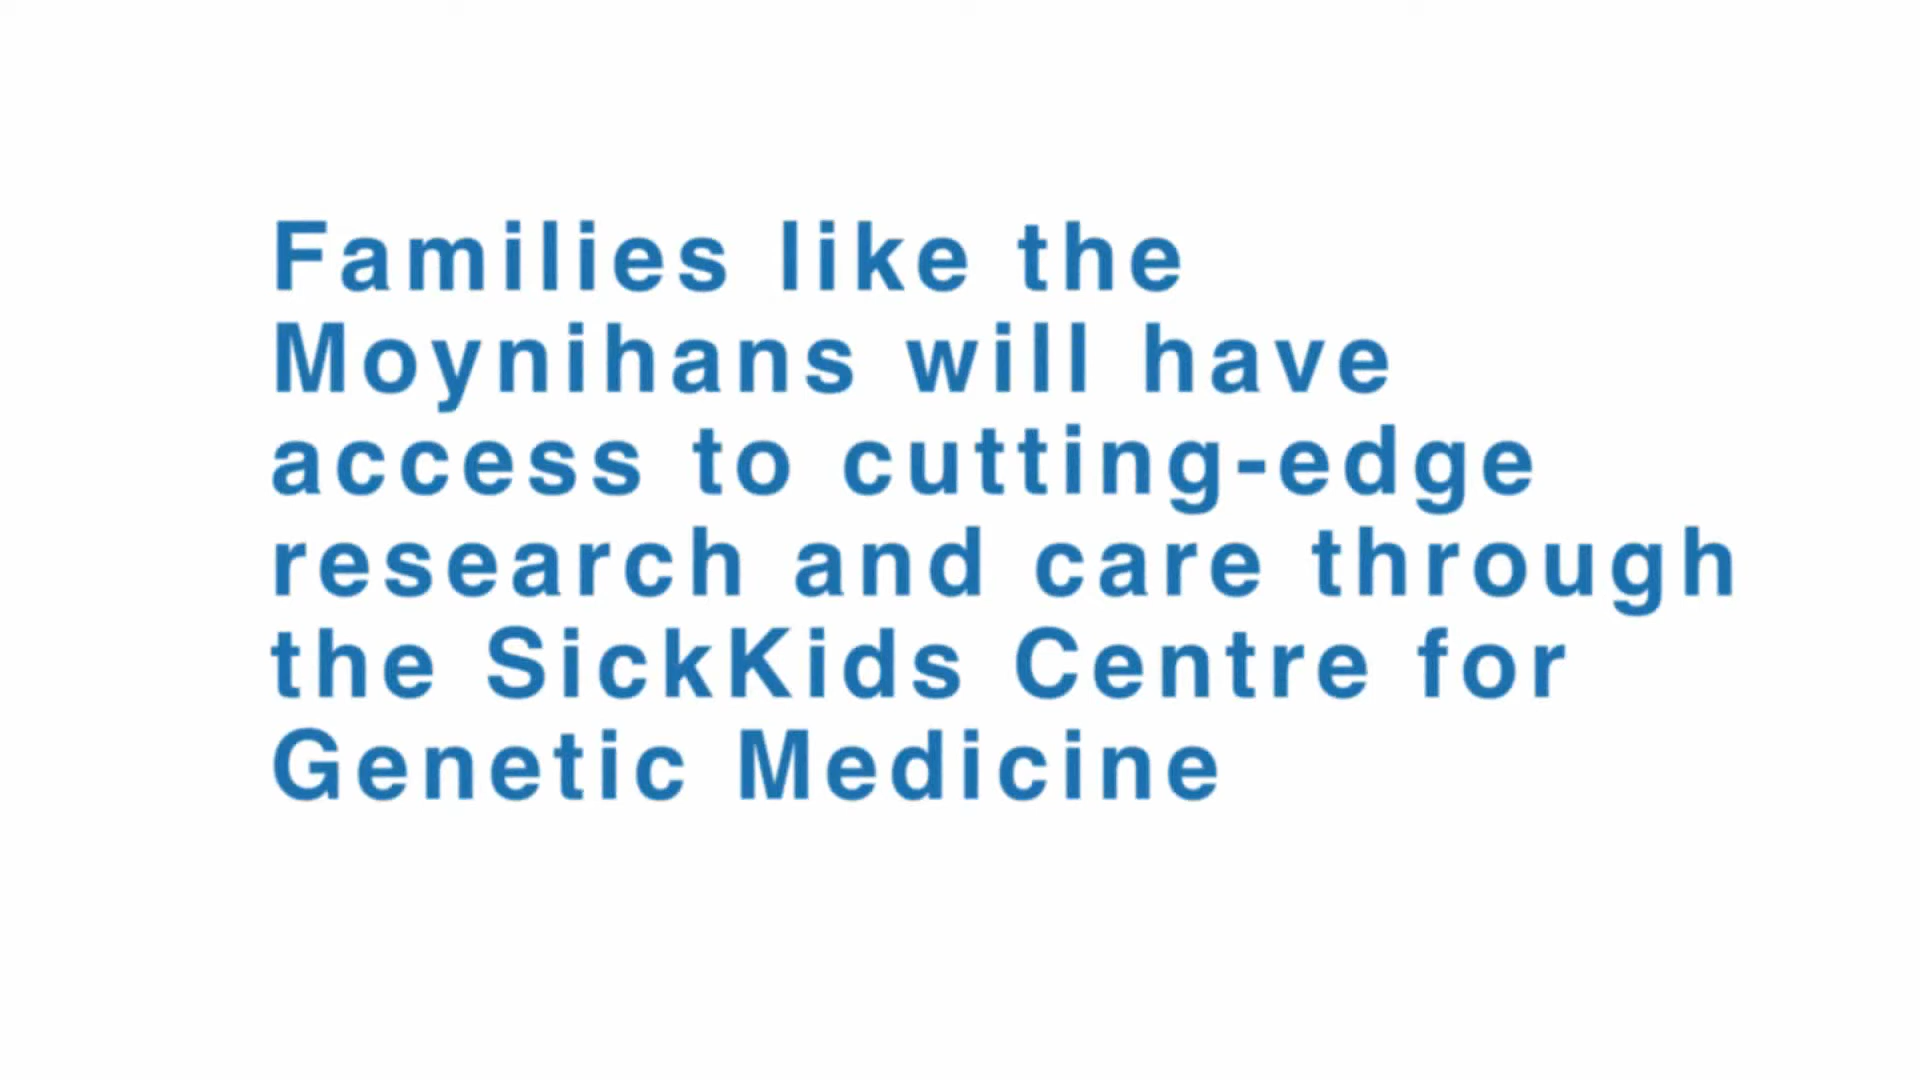 Families like the
Moynihans will have
access to cutting-edge
research and care through
the SickKids Centre for
Genetic Medicine